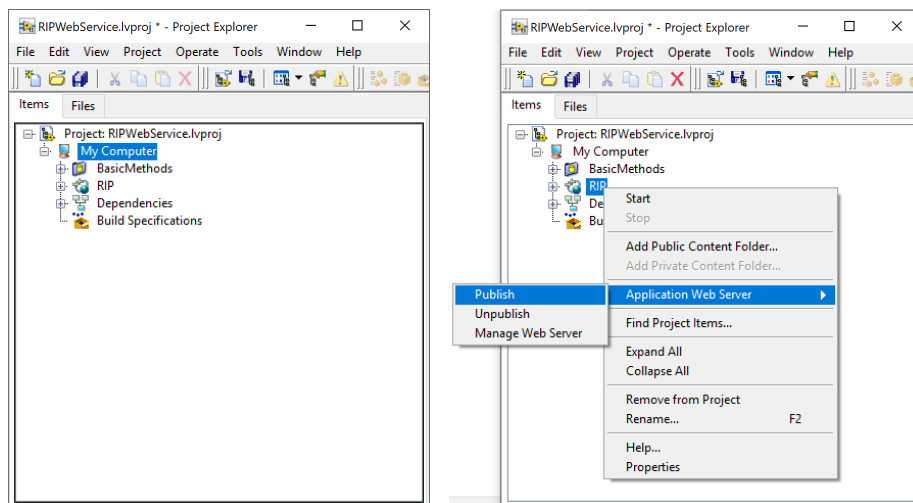 RIPWebService.lvproj * - Project Explorer
File Edit View Project Operate Tools Window Help
Items Files
Project: RIPWebService.lvproj
My Computer
BasicMethods
RIP
Dependencies
Build Specifications
RIPWebService.lvproj * - Project Explorer
File Edit View Project Operate Tools Window Help
Items Files
Project: RIPWebService.lvproj
My Computer
BasicMethods
RIP
De
Bu
Start
Stop
Add Public Content Folder...
Add Private Content Folder...
Application Web Server
Publish
Unpublish
Manage Web Server
Find Project Items...
Expand All
Collapse All
Remove from Project
Rename... F2
Help...
Properties